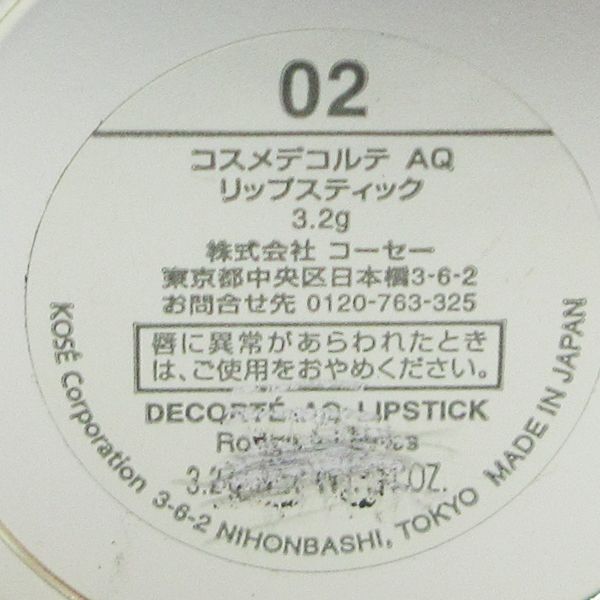 02
コスメデコルテ AQ
リップスティック
3.2g
株式会社 コーセー
東京都中央区日本橋3-6-2
お問合せ先 0120-763-325
唇に異常があらわれたとき
は、ご使用をおやめください。
DECORTÉ AQ LIPSTICK
3.2
OZ.
KOSÉ Corporation 3-6-2 NIHONBASHI, TOKYO MADE IN JAPAN